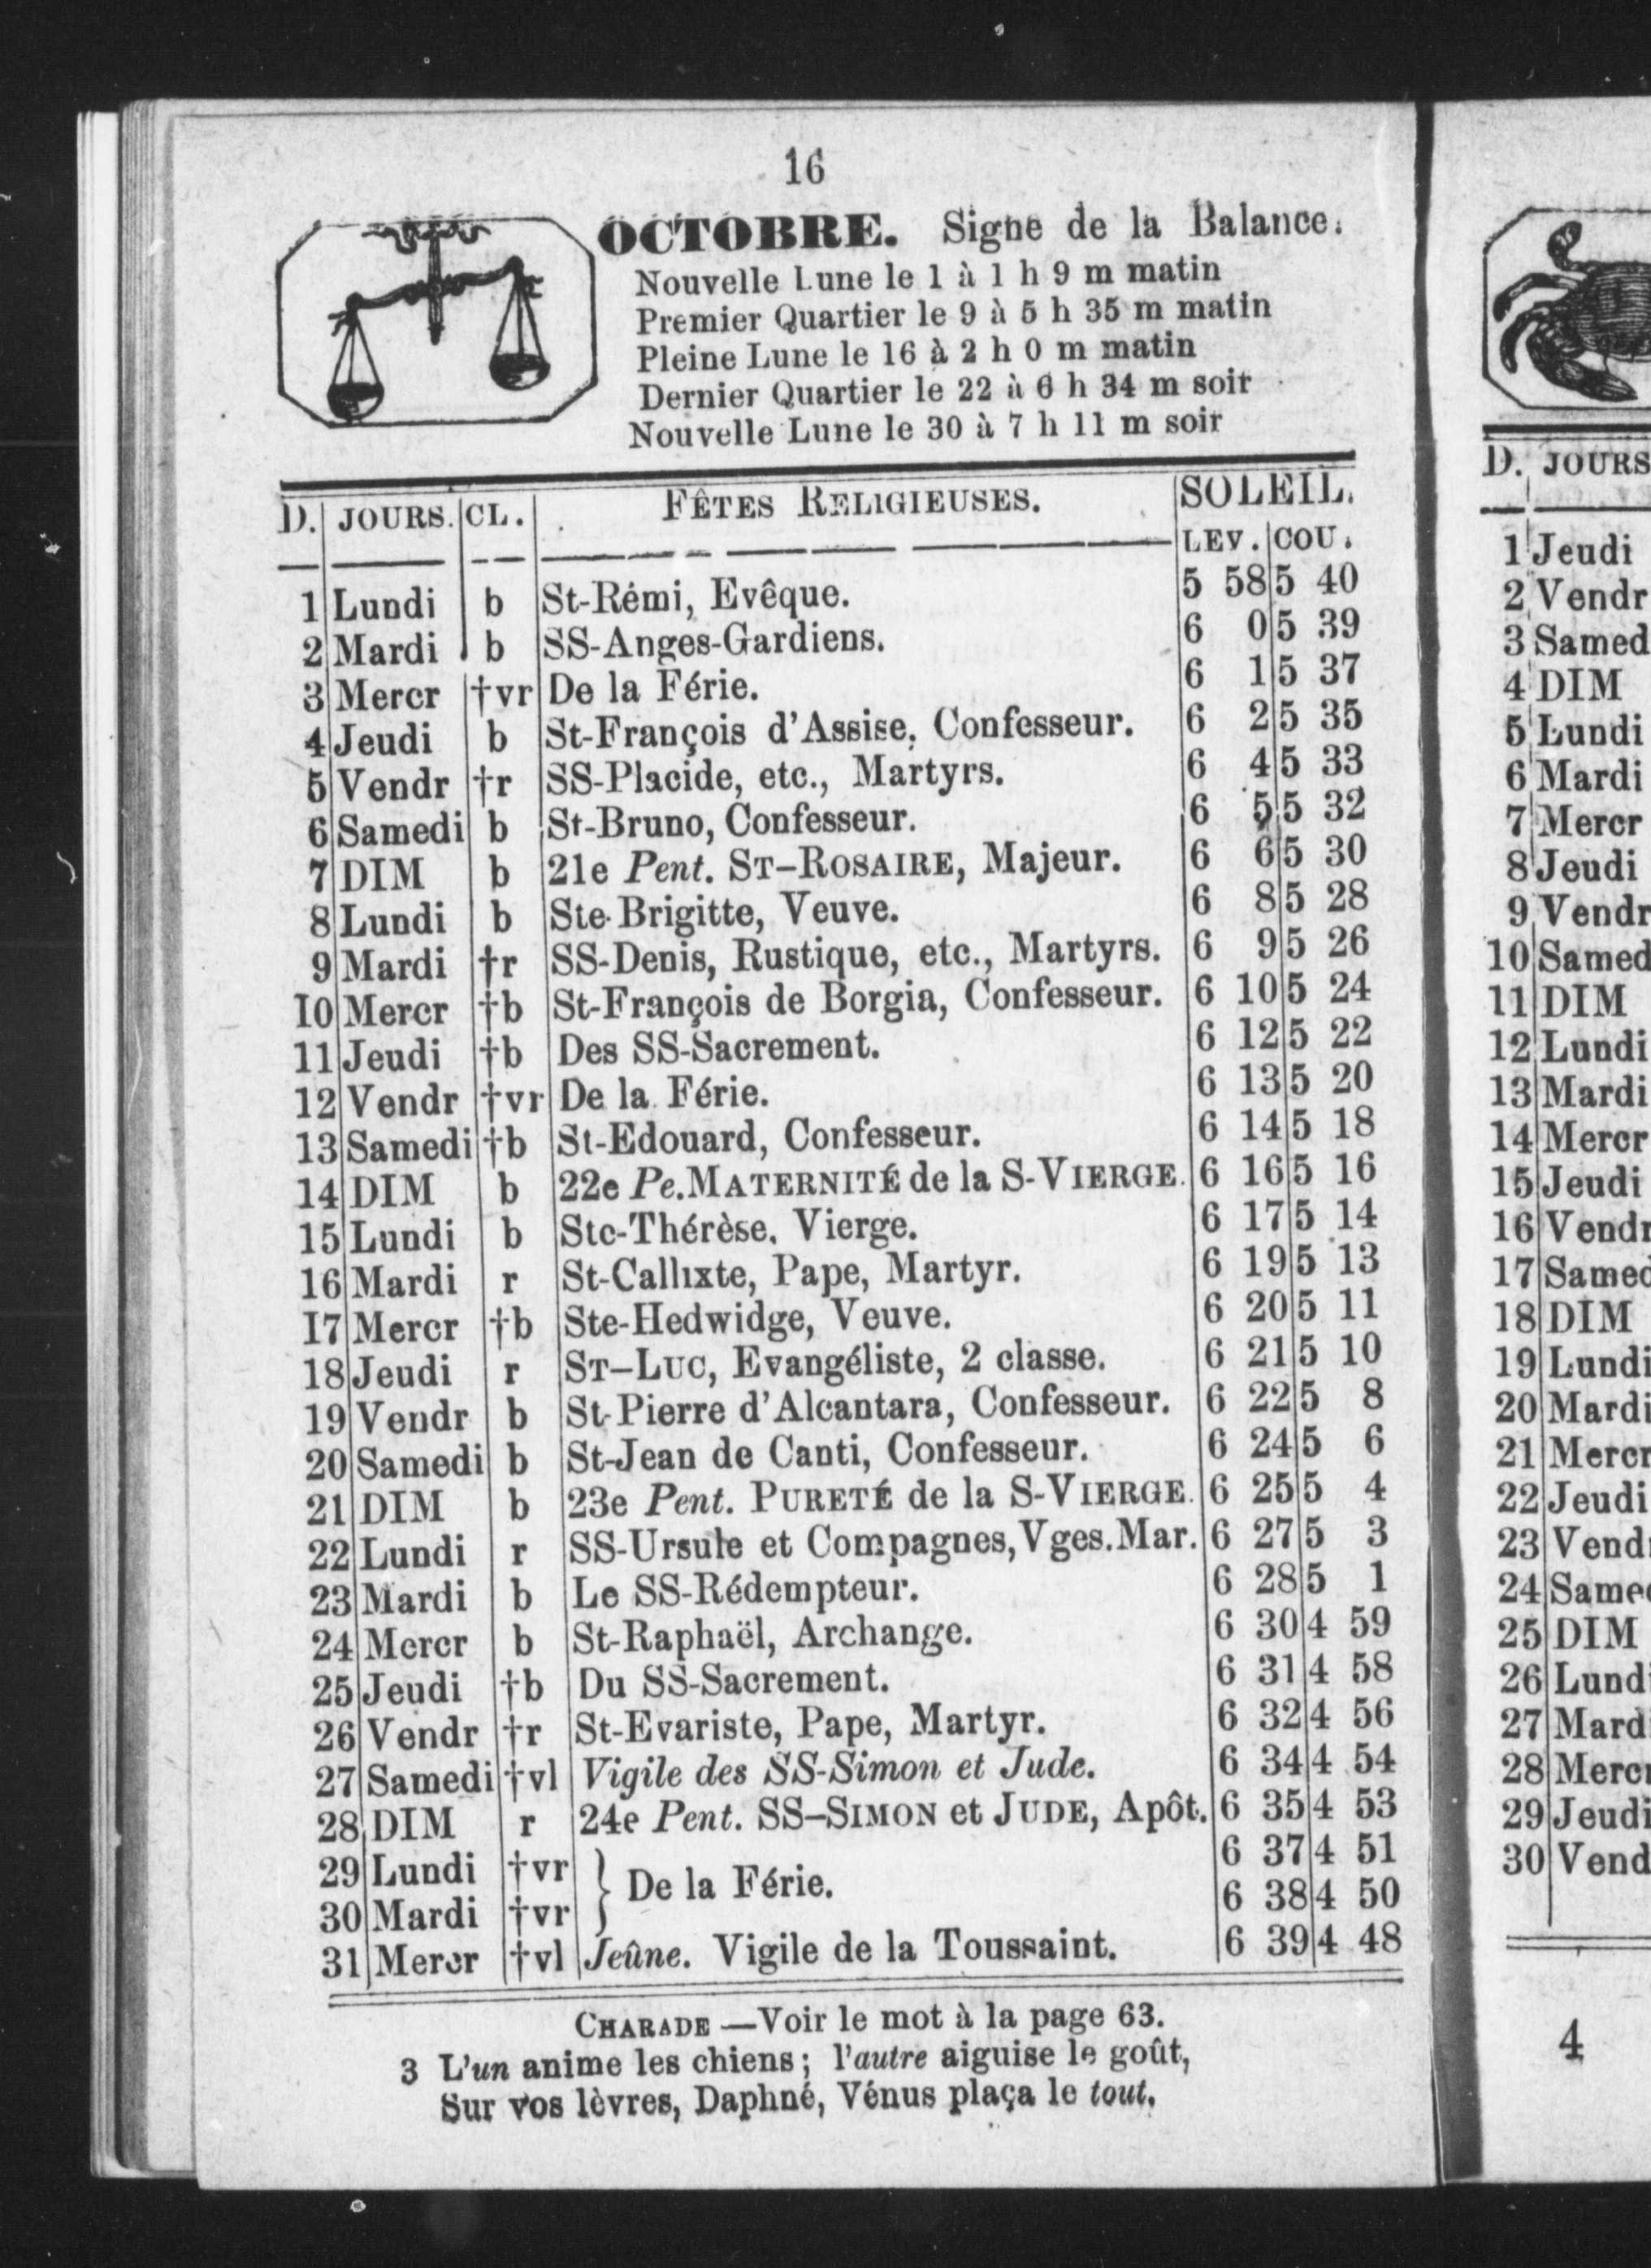 16
OCTOBRE. Signe de la Balance.
Nouvelle Lune le 1 à 1 h 9 m matin
Premier Quartier le 9 à 5 h 35 m matin
Pleine Lune le 16 à 2 h 0 m matin
Dernier Quartier le 22 à 6 h 34 m soir
Nouvelle Lune le 30 à 7 h 11 m soir
D. JOURS. CL. FÊTES RELIGIEUSES. SOLEIL.
LEV. COU.
1 Lundi b St-Rémi, Evêque. 5 58 5 40
2 Mardi b SS-Anges-Gardiens. 6 0 5 39
3 Mercr †vr De la Férie. 6 1 5 37
4 Jeudi b St-François d'Assise, Confesseur. 6 2 5 35
5 Vendr †r SS-Placide, etc., Martyrs. 6 4 5 33
6 Samedi b St-Bruno, Confesseur. 6 5 5 32
7 DIM b 21e Pent. ST-ROSAIRE, Majeur. 6 6 5 30
8 Lundi b Ste-Brigitte, Veuve. 6 8 5 28
9 Mardi †r SS-Denis, Rustique, etc., Martyrs. 6 9 5 26
10 Mercr †b St-François de Borgia, Confesseur. 6 10 5 24
11 Jeudi †b Des SS-Sacrement. 6 12 5 22
12 Vendr †vr De la Férie. 6 13 5 20
13 Samedi †b St-Edouard, Confesseur. 6 14 5 18
14 DIM b 22e Pe. MATERNITÉ de la S-VIERGE. 6 16 5 16
15 Lundi b Ste-Thérèse, Vierge. 6 17 5 14
16 Mardi r St-Callixte, Pape, Martyr. 6 19 5 13
17 Mercr †b Ste-Hedwidge, Veuve. 6 20 5 11
18 Jeudi r ST-LUC, Evangéliste, 2 classe. 6 21 5 10
19 Vendr b St-Pierre d'Alcantara, Confesseur. 6 22 5 8
20 Samedi b St-Jean de Canti, Confesseur. 6 24 5 6
21 DIM b 23e Pent. PURETÉ de la S-VIERGE. 6 25 5 4
22 Lundi r SS-Ursule et Compagnes, Vges. Mar. 6 27 5 3
23 Mardi b Le SS-Rédempteur. 6 28 5 1
24 Mercr b St-Raphaël, Archange. 6 30 4 59
25 Jeudi †b Du SS-Sacrement. 6 31 4 58
26 Vendr †r St-Evariste, Pape, Martyr. 6 32 4 56
27 Samedi †vl Vigile des SS-Simon et Jude. 6 34 4 54
28 DIM r 24e Pent. SS-SIMON et JUDE, Apôt. 6 35 4 53
29 Lundi †vr } De la Férie. 6 37 4 51
30 Mardi †vr 6 38 4 50
31 Mercr †vl Jeûne. Vigile de la Toussaint. 6 39 4 48
CHARADE —Voir le mot à la page 63.
3 L'un anime les chiens; l'autre aiguise le goût,
Sur vos lèvres, Daphné, Vénus plaça le tout.
D. JOURS
1 Jeudi
2 Vendr
3 Samed
4 DIM
5 Lundi
6 Mardi
7 Mercr
8 Jeudi
9 Vendr
10 Samed
11 DIM
12 Lundi
13 Mardi
14 Mercr
15 Jeudi
16 Vendr
17 Samed
18 DIM
19 Lundi
20 Mardi
21 Mercr
22 Jeudi
23 Vend
24 Same
25 DIM
26 Lund
27 Mard
28 Merc
29 Jeudi
30 Vend
4